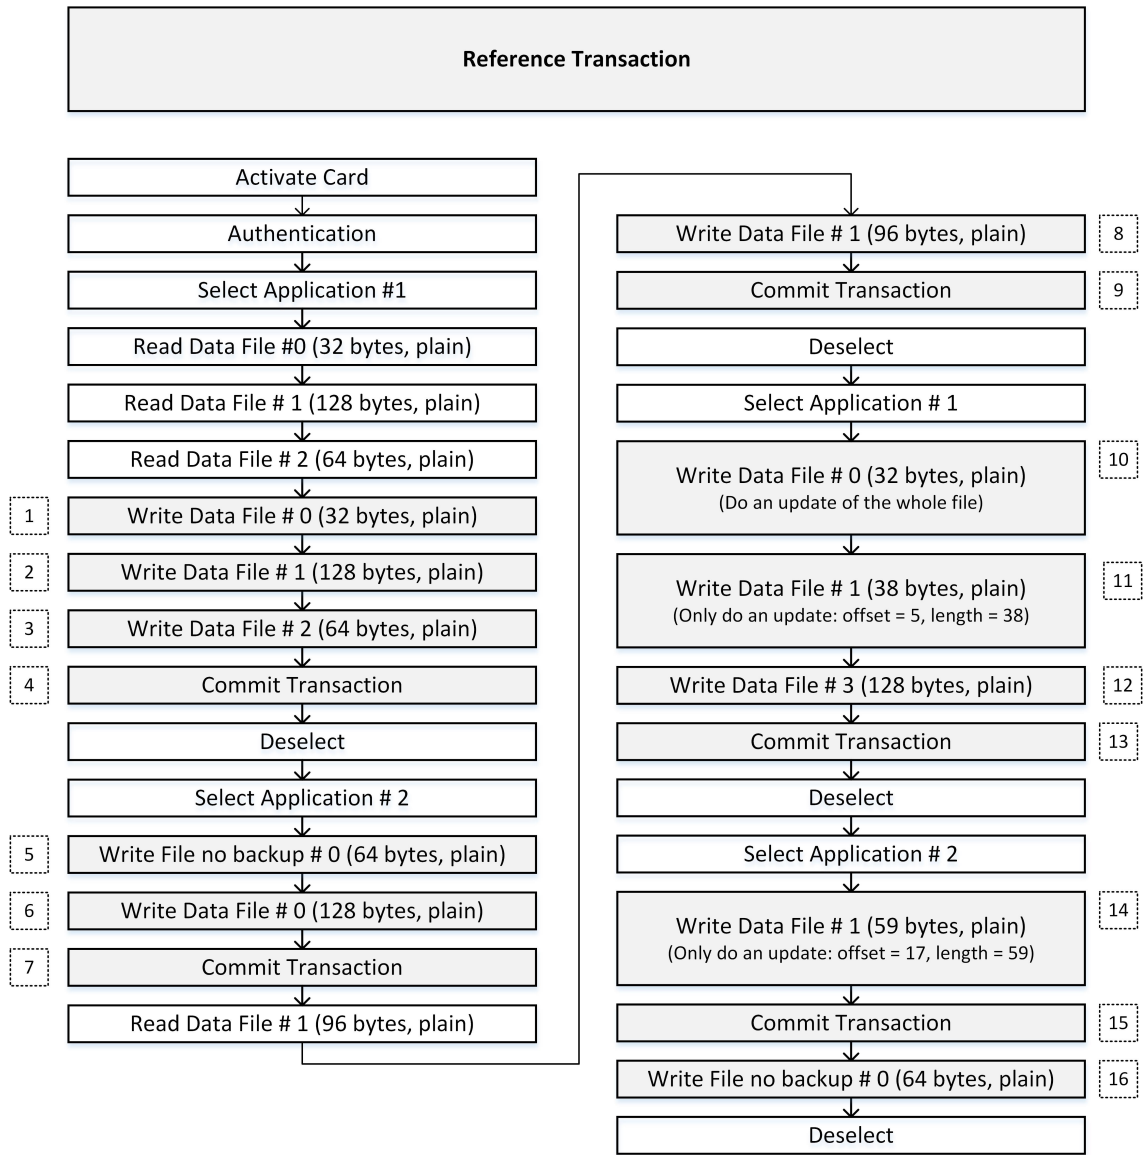 Reference Transaction
Activate Card
Authentication
Select Application #1
Read Data File #0 (32 bytes, plain)
Read Data File # 1 (128 bytes, plain)
Read Data File # 2 (64 bytes, plain)
1
Write Data File # 0 (32 bytes, plain)
2
Write Data File # 1 (128 bytes, plain)
3
Write Data File # 2 (64 bytes, plain)
4
Commit Transaction
Deselect
Select Application # 2
5
Write File no backup # 0 (64 bytes, plain)
6
Write Data File # 0 (128 bytes, plain)
7
Commit Transaction
Read Data File # 1 (96 bytes, plain)
Write Data File # 1 (96 bytes, plain)
8
Commit Transaction
9
Deselect
Select Application # 1
Write Data File # 0 (32 bytes, plain)
(Do an update of the whole file)
10
Write Data File # 1 (38 bytes, plain)
(Only do an update: offset = 5, length = 38)
11
Write Data File # 3 (128 bytes, plain)
12
Commit Transaction
13
Deselect
Select Application # 2
Write Data File # 1 (59 bytes, plain)
(Only do an update: offset = 17, length = 59)
14
Commit Transaction
15
Write File no backup # 0 (64 bytes, plain)
16
Deselect